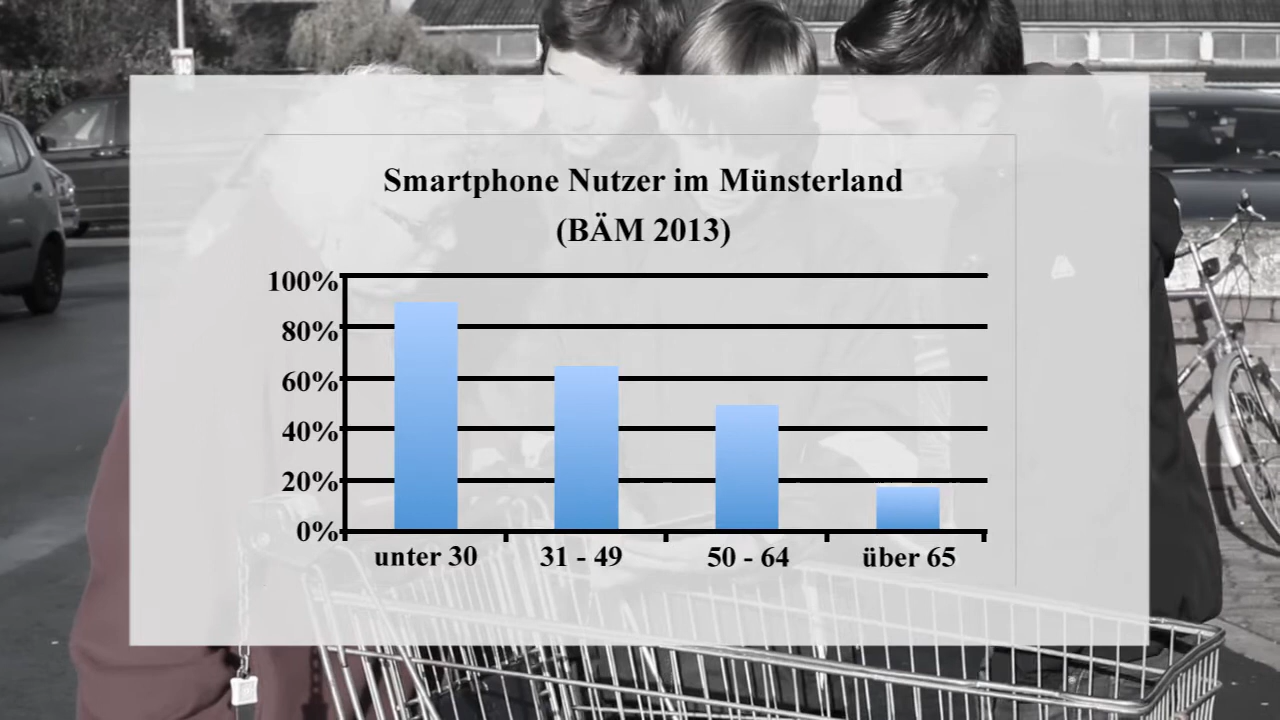 Smartphone Nutzer im Münsterland
(BÄM 2013)
100%
80%
60%
40%
20%
0%
unter 30
31 - 49
50 - 64
über 65